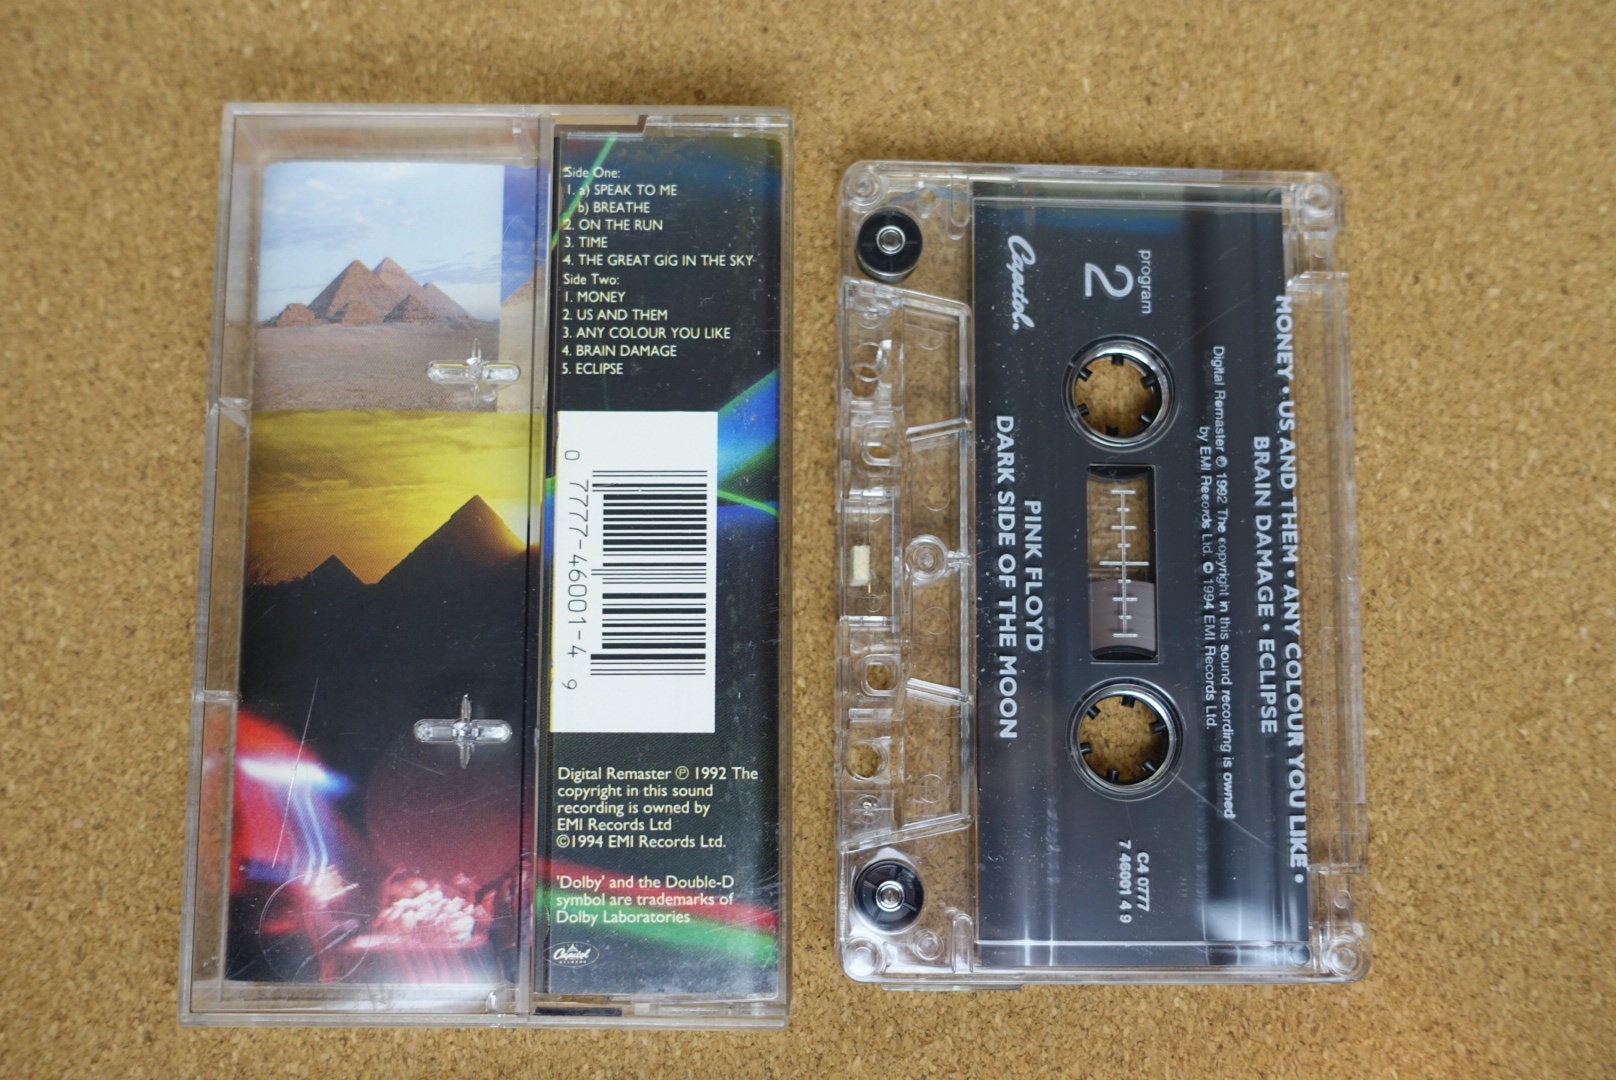 Side One:
1. a) SPEAK TO ME
b) BREATHE
2. ON THE RUN
3. TIME
4. THE GREAT GIG IN THE SKY
Side Two:
1. MONEY
2. US AND THEM
3. ANY COLOUR YOU LIKE
4. BRAIN DAMAGE
5. ECLIPSE
0 7777-46001-4 9
Digital Remaster ℗ 1992 The
copyright in this sound
recording is owned by
EMI Records Ltd
©1994 EMI Records Ltd.
'Dolby' and the Double-D
symbol are trademarks of
Dolby Laboratories
Capitol
RECORDS
MONEY • US AND THEM • ANY COLOUR YOU LIKE •
BRAIN DAMAGE • ECLIPSE
Digital Remaster ℗ 1992 The copyright in this sound recording is owned
by EMI Records Ltd. © 1994 EMI Records Ltd.
program
2
C4 0777
7 46001 4 9
Capitol.
PINK FLOYD
DARK SIDE OF THE MOON